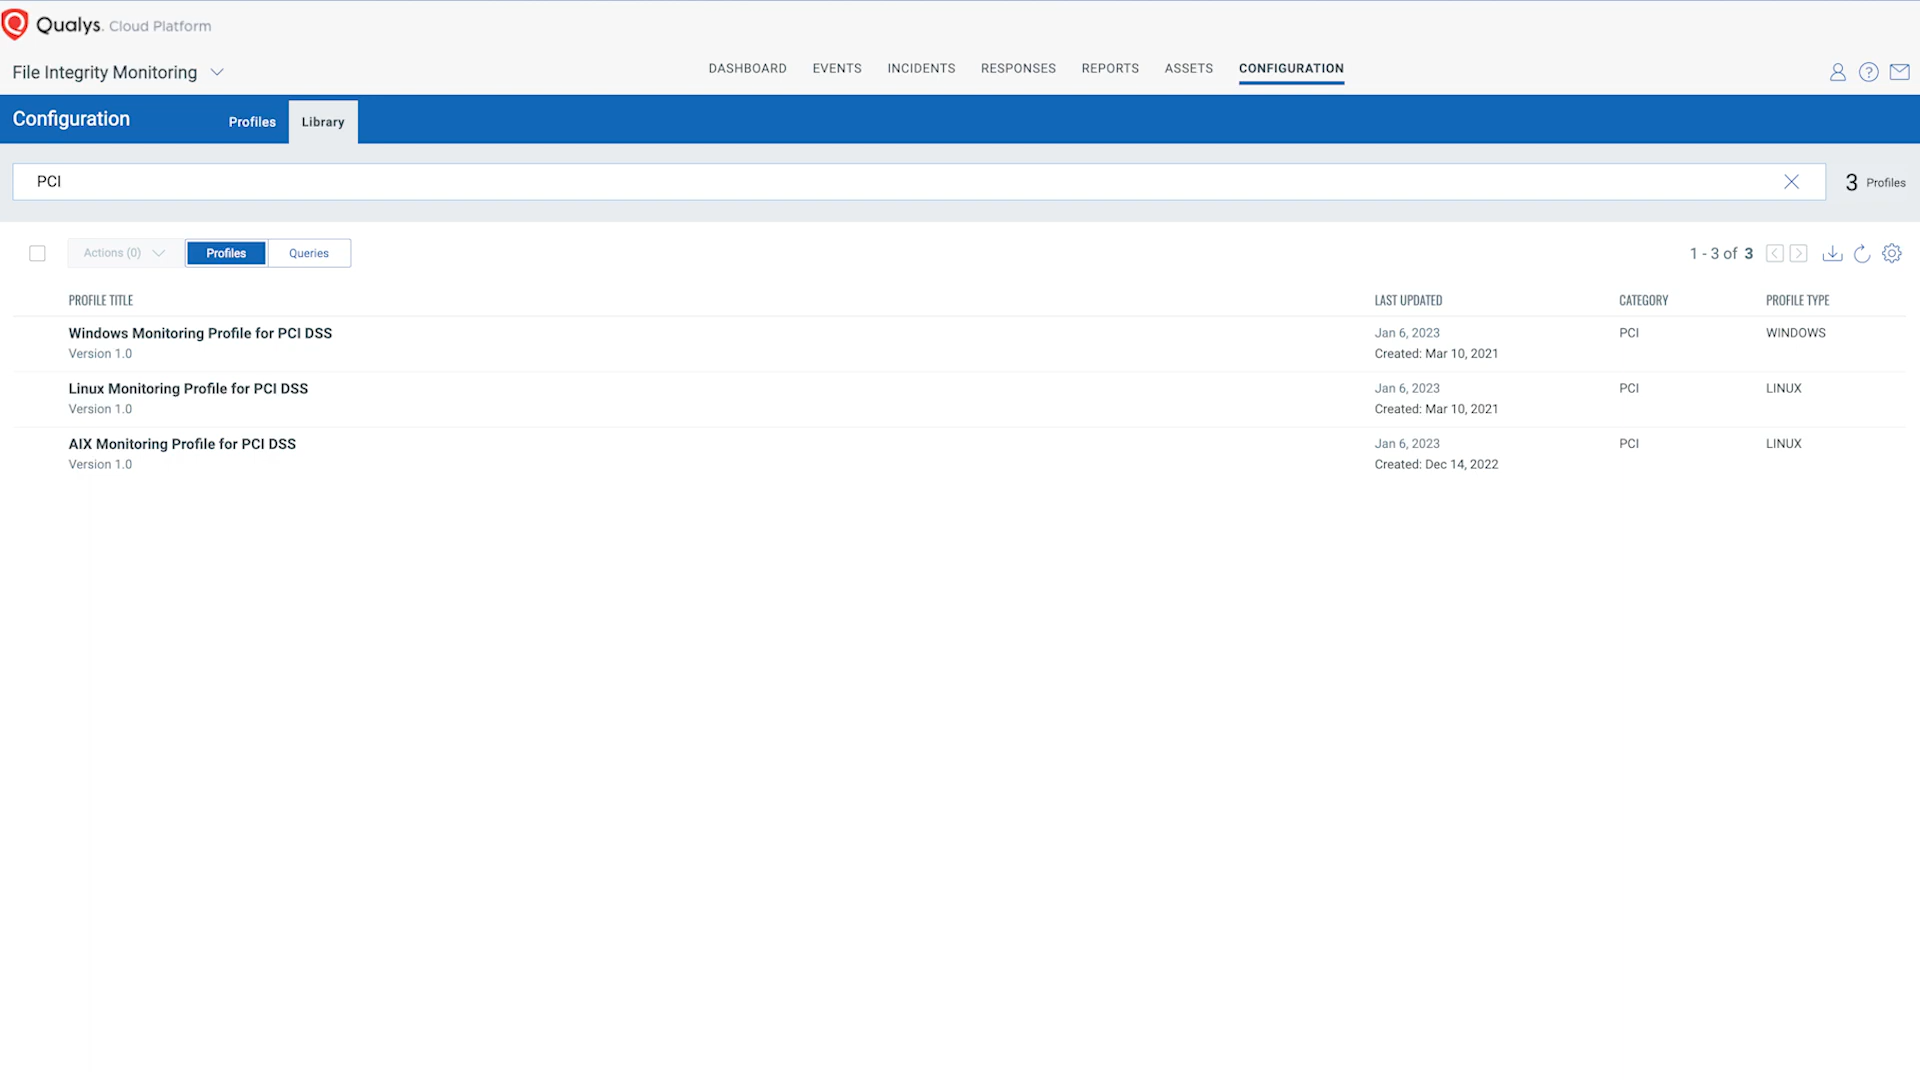 Qualys. Cloud Platform
File Integrity Monitoring
DASHBOARD EVENTS INCIDENTS RESPONSES REPORTS ASSETS CONFIGURATION
Configuration Profiles Library
PCI
3 Profiles
Actions (0) Profiles Queries 1 - 3 of 3
PROFILE TITLE LAST UPDATED CATEGORY PROFILE TYPE
Windows Monitoring Profile for PCI DSS Jan 6, 2023 PCI WINDOWS
Version 1.0 Created: Mar 10, 2021
Linux Monitoring Profile for PCI DSS Jan 6, 2023 PCI LINUX
Version 1.0 Created: Mar 10, 2021
AIX Monitoring Profile for PCI DSS Jan 6, 2023 PCI LINUX
Version 1.0 Created: Dec 14, 2022